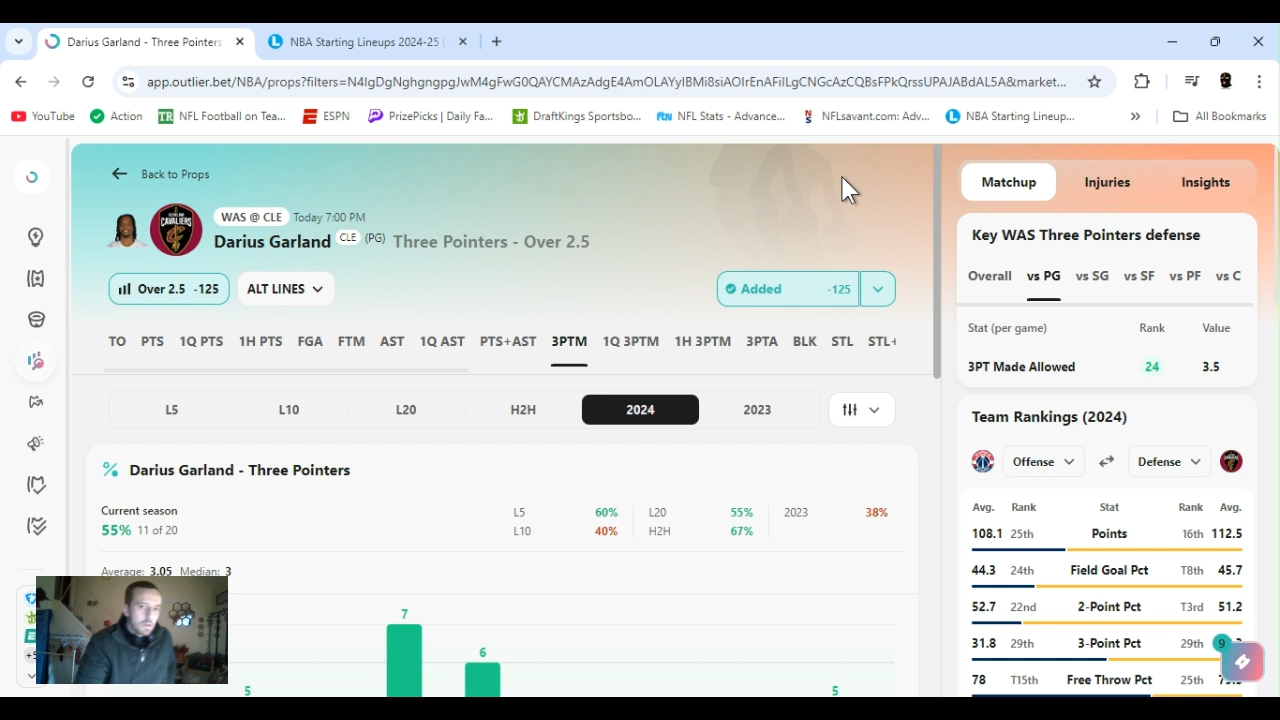 Darius Garland - Three Pointers
NBA Starting Lineups 2024-25
app.outlier.bet/NBA/props?filters=N4IgDgNghgngpgJwM4gFwG0QAYCMAzAdgE4AmOLAYyIBMi8siAOIrEnAFilLgCNGcAzCQBsFPkQrssUPAJABdAL5A&market...
YouTube
Action
NFL Football on Tea...
ESPN
PrizePicks | Daily Fa...
DraftKings Sportsbo...
NFL Stats - Advance...
NFLsavant.com: Adv...
NBA Starting Lineup...
»
All Bookmarks
Back to Props
WAS @ CLE Today 7:00 PM
Darius Garland CLE (PG) Three Pointers - Over 2.5
Over 2.5 -125 ALT LINES
Added -125
TO PTS 1Q PTS 1H PTS FGA FTM AST 1Q AST PTS+AST 3PTM 1Q 3PTM 1H 3PTM 3PTA BLK STL STL+
L5 L10 L20 H2H 2024 2023
Darius Garland - Three Pointers
Current season
55% 11 of 20
L5 60% L20 55% 2023 38%
L10 40% H2H 67%
Average: 3.05 Median: 3
7
6
5
5
Matchup Injuries Insights
Key WAS Three Pointers defense
Overall vs PG vs SG vs SF vs PF vs C
Stat (per game) Rank Value
3PT Made Allowed 24 3.5
Team Rankings (2024)
Offense Defense
Avg. Rank Stat Rank Avg.
108.1 25th Points 16th 112.5
44.3 24th Field Goal Pct T8th 45.7
52.7 22nd 2-Point Pct T3rd 51.2
31.8 29th 3-Point Pct 29th
9
78 T15th Free Throw Pct 25th